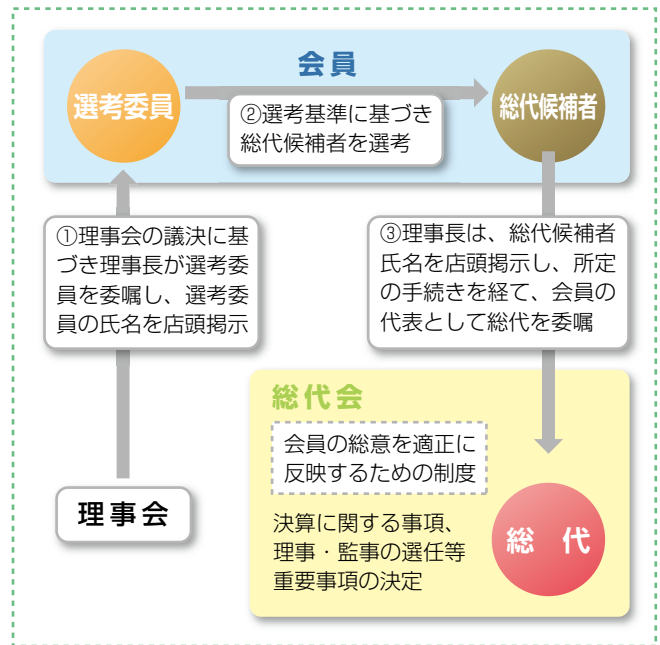 会員
選考委員
②選考基準に基づき
総代候補者を選考
総代候補者
①理事会の議決に基
づき理事長が選考委
員を委嘱し、選考委
員の氏名を店頭掲示
③理事長は、総代候補者
氏名を店頭掲示し、所定
の手続きを経て、会員の
代表として総代を委嘱
理事会
総代会
会員の総意を適正に
反映するための制度
決算に関する事項、
理事・監事の選任等
重要事項の決定
総代